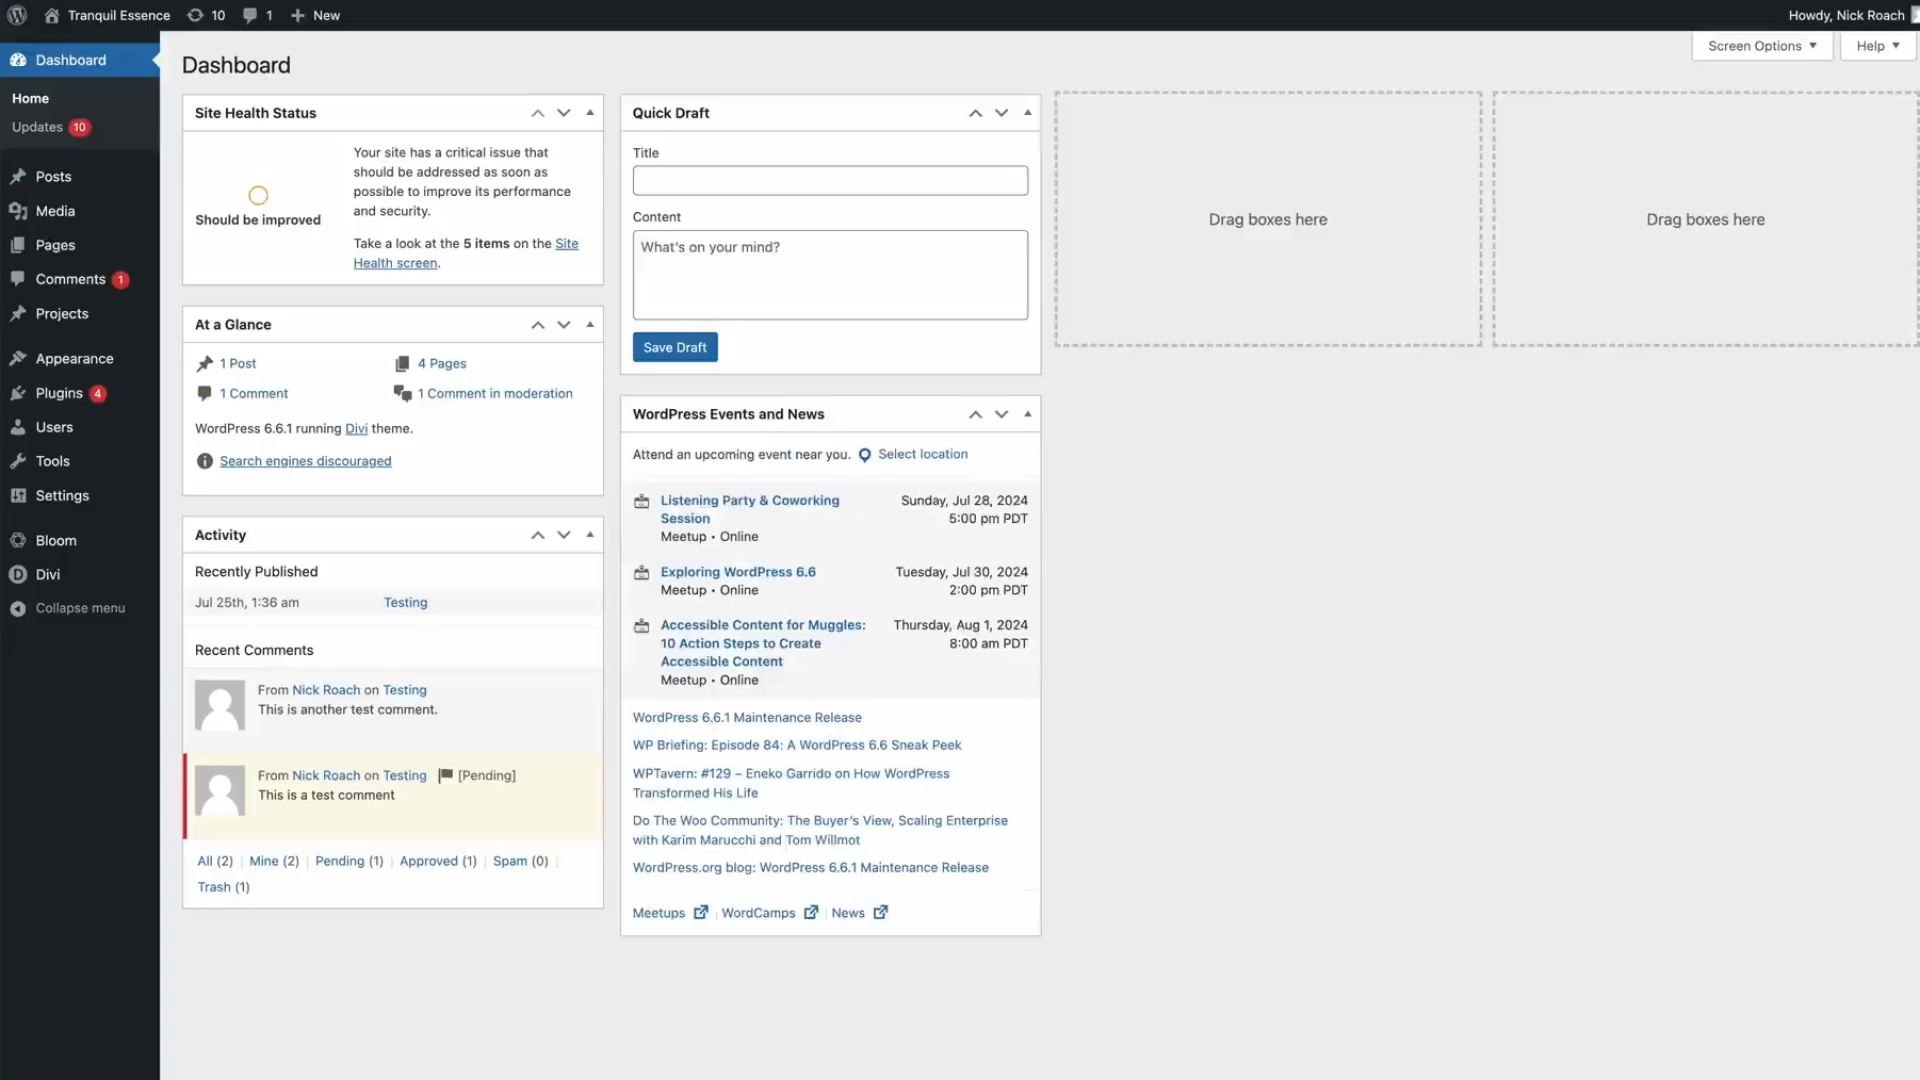 Tranquil Essence 10 1 New
Howdy, Nick Roach
Screen Options
Help
Dashboard
Home
Updates 10
Posts
Media
Pages
Comments 1
Projects
Appearance
Plugins 4
Users
Tools
Settings
Bloom
Divi
Collapse menu
Dashboard
Site Health Status
Should be improved
Your site has a critical issue that
should be addressed as soon as
possible to improve its performance
and security.
Take a look at the 5 items on the Site
Health screen.
At a Glance
1 Post
4 Pages
1 Comment
1 Comment in moderation
WordPress 6.6.1 running Divi theme.
Search engines discouraged
Activity
Recently Published
Jul 25th, 1:36 am Testing
Recent Comments
From Nick Roach on Testing
This is another test comment.
From Nick Roach on Testing [Pending]
This is a test comment
All (2) | Mine (2) | Pending (1) | Approved (1) | Spam (0) |
Trash (1)
Quick Draft
Title
Content
What's on your mind?
Save Draft
WordPress Events and News
Attend an upcoming event near you. Select location
Listening Party & Coworking
Session
Meetup • Online
Sunday, Jul 28, 2024
5:00 pm PDT
Exploring WordPress 6.6
Meetup • Online
Tuesday, Jul 30, 2024
2:00 pm PDT
Accessible Content for Muggles:
10 Action Steps to Create
Accessible Content
Meetup • Online
Thursday, Aug 1, 2024
8:00 am PDT
WordPress 6.6.1 Maintenance Release
WP Briefing: Episode 84: A WordPress 6.6 Sneak Peek
WPTavern: #129 – Eneko Garrido on How WordPress
Transformed His Life
Do The Woo Community: The Buyer's View, Scaling Enterprise
with Karim Marucchi and Tom Willmot
WordPress.org blog: WordPress 6.6.1 Maintenance Release
Meetups | WordCamps | News
Drag boxes here
Drag boxes here